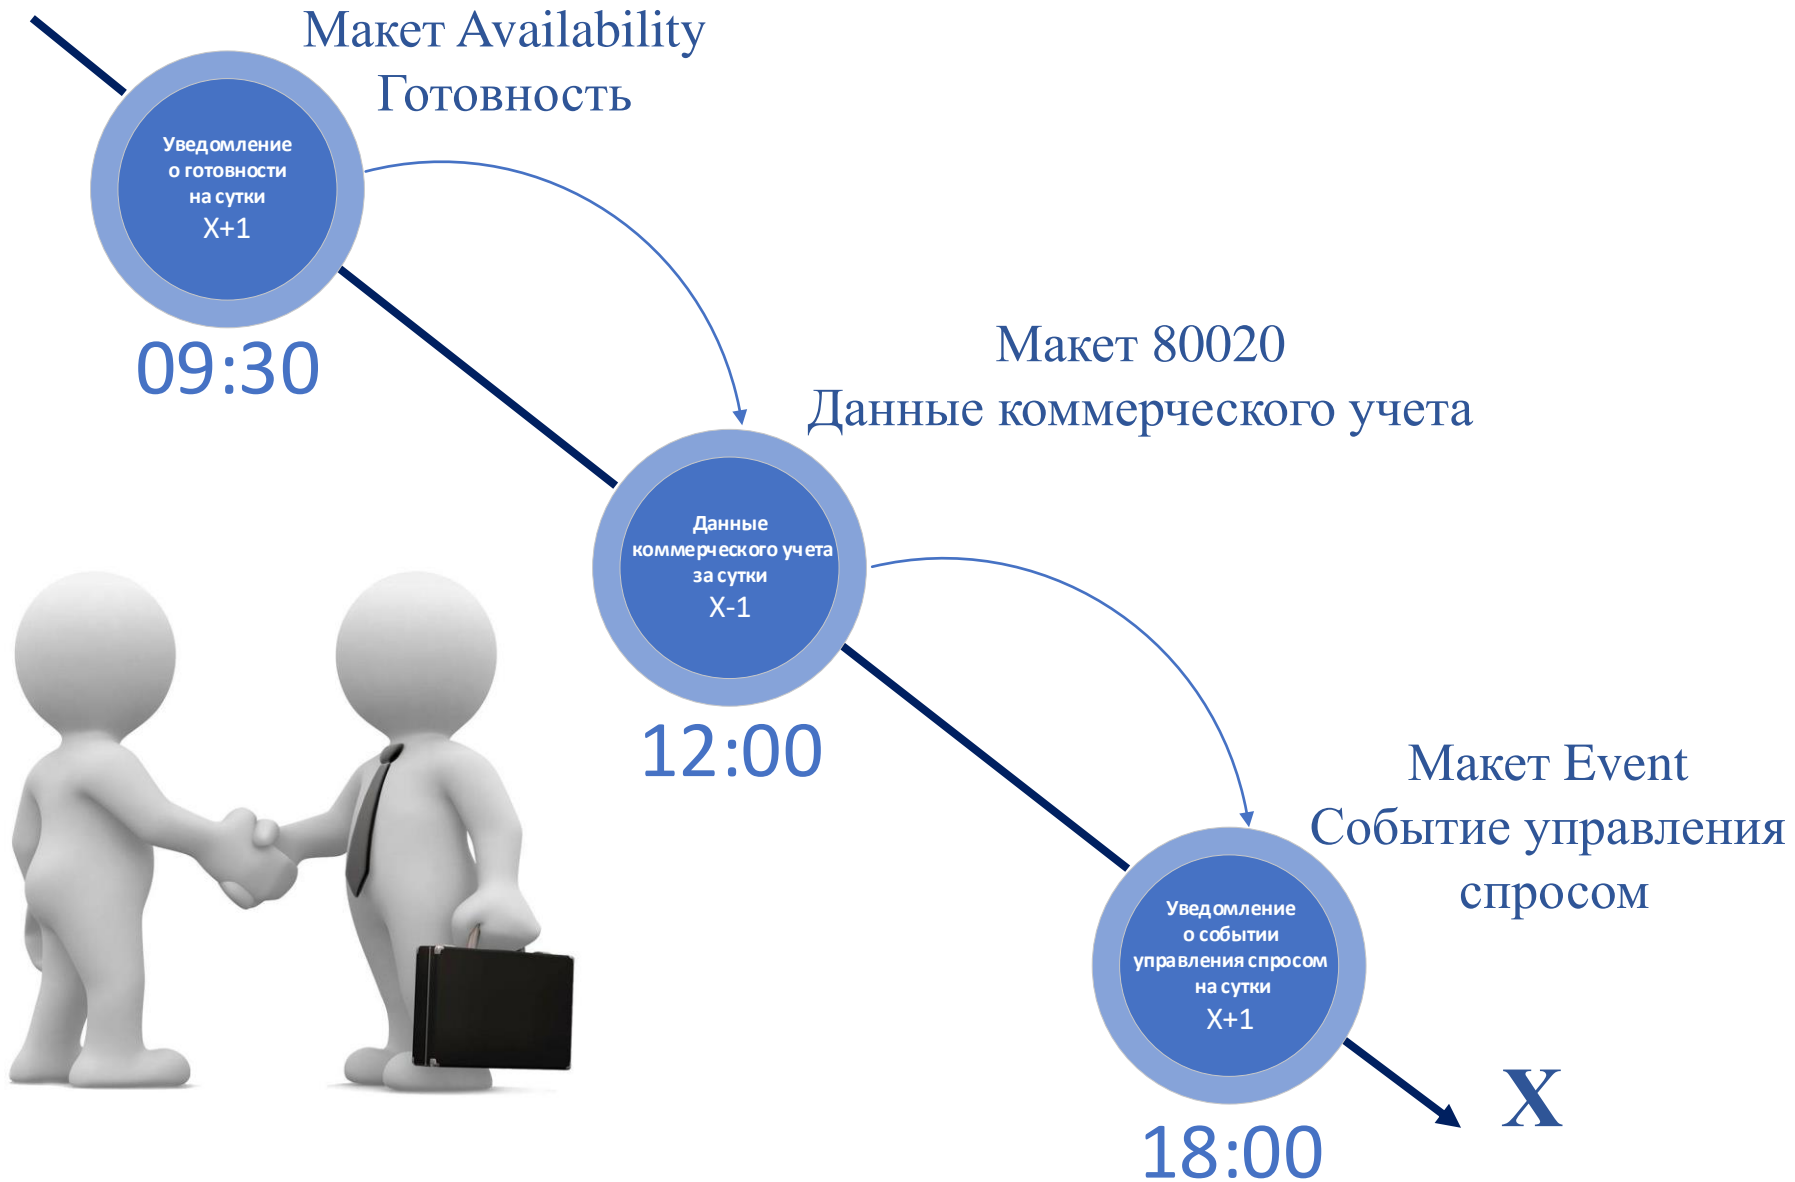 Макет Availability
Готовность
Уведомление
о готовности
на сутки
X+1
09:30
Макет 80020
Данные коммерческого учета
Данные
коммерческого учета
за сутки
X-1
12:00
Макет Event
Событие управления
спросом
Уведомление
о событии
управления спросом
на сутки
X+1
18:00
X